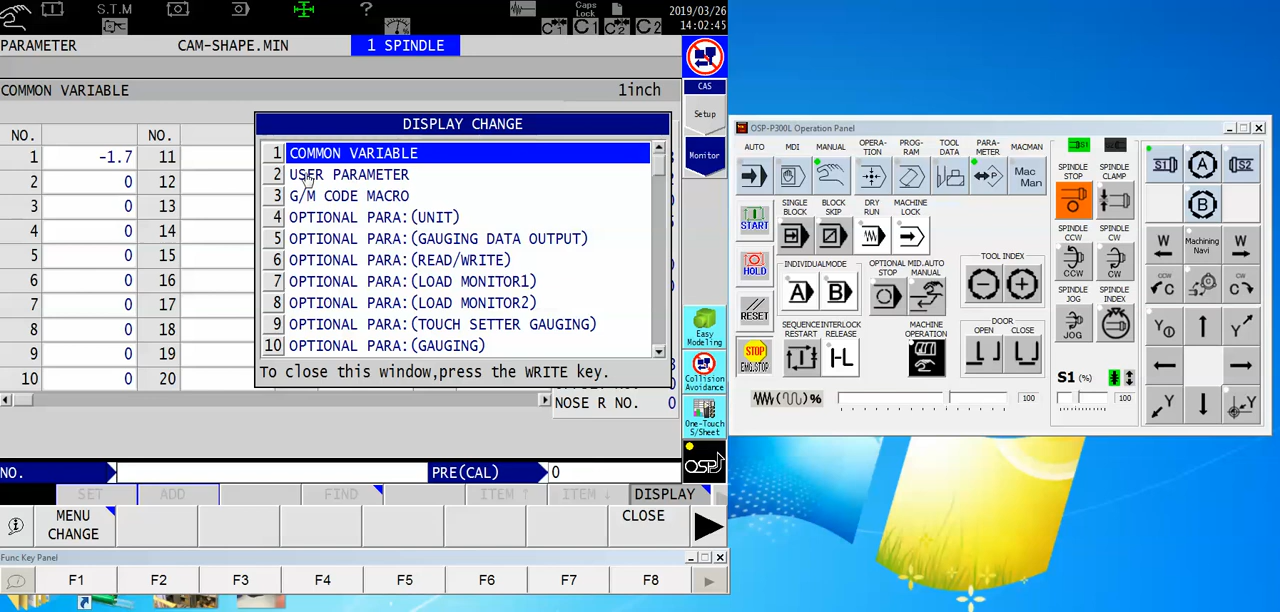 S.T.M
?
Caps Lock
C 1
C 1
C 2
C 2
2019/03/26
14:02:45
PARAMETER CAM-SHAPE.MIN 1 SPINDLE
COMMON VARIABLE 1inch
NO. NO.
1 -1.7 11
2 0 12
3 0 13
4 0 14
5 0 15
6 0 16
7 0 17
8 0 18
9 0 19
10 0 20
NOSE R NO. 0
DISPLAY CHANGE
1 COMMON VARIABLE
2 USER PARAMETER
3 G/M CODE MACRO
4 OPTIONAL PARA:(UNIT)
5 OPTIONAL PARA:(GAUGING DATA OUTPUT)
6 OPTIONAL PARA:(READ/WRITE)
7 OPTIONAL PARA:(LOAD MONITOR1)
8 OPTIONAL PARA:(LOAD MONITOR2)
9 OPTIONAL PARA:(TOUCH SETTER GAUGING)
10 OPTIONAL PARA:(GAUGING)
To close this window,press the WRITE key.
CAS
Setup
Monitor
Easy Modeling
Collision Avoidance
One-Touch S/Sheet
OSP
NO. PRE(CAL) 0
SET ADD FIND ITEM ↑ ITEM ↓ DISPLAY
MENU CHANGE CLOSE
Func Key Panel
F1 F2 F3 F4 F5 F6 F7 F8
OSP-P300L Operation Panel
AUTO MDI MANUAL OPERA-TION PROG-RAM TOOL DATA PARA-METER MACMAN
Mac Man
START
SINGLE BLOCK
BLOCK SKIP
DRY RUN
MACHINE LOCK
HOLD
INDIVIDUALMODE
A
B
OPTIONAL STOP
MID.AUTO MANUAL
RESET
SEQUENCE RESTART
INTERLOCK RELEASE
MACHINE OPERATION
STOP
EMG.STOP
TOOL INDEX
DOOR
OPEN CLOSE
% 100
S1
SPINDLE STOP
SPINDLE CLAMP
SPINDLE CCW
SPINDLE CW
CCW
CW
SPINDLE JOG
SPINDLE INDEX
JOG
S1 (%)
100
S1 A S2
B
W Machining Navi W
CCW C C CW
Y Y
Y Y